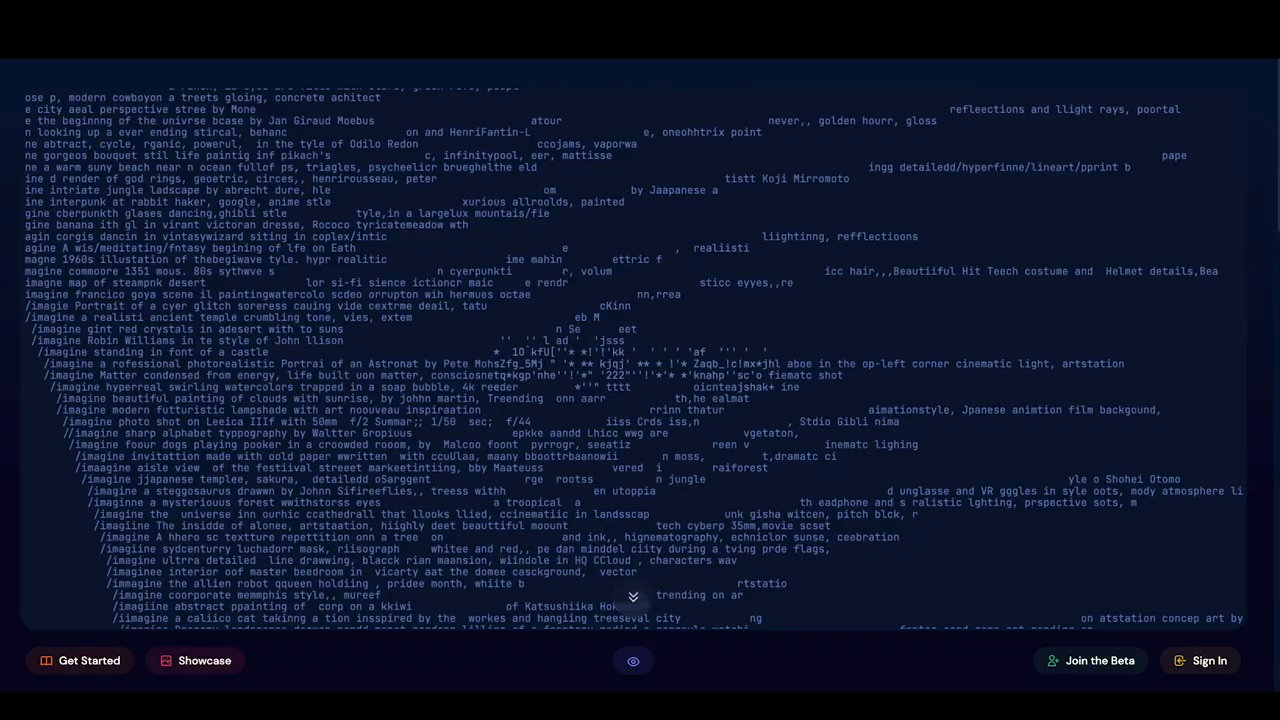 ose p, modern cowboyon a treets gloing, concrete achitect
e city aeal perspective stree by Mone refleections and llight rays, poortal
e the beginnng of the univrse bcase by Jan Giraud Moebus atour never,, golden hourr, gloss
n looking up a ever ending stircal, behanc on and HenriFantin-L e, oneohhtrix point
ne abtract, cycle, rganic, powerul, in the tyle of Odilo Redon ccojams, vaporwa
ne gorgeos bouquet stil life paintig inf pikach's c, infinitypool, eer, mattisse pape
ne a warm suny beach near n ocean fullof ps, triagles, psycheelicr brueghelthe eld ingg detailedd/hyperfinne/lineart/pprint b
ine d render of god rings, geoetric, circes,, henrirousseau, peter tistt Koji Mirromoto
ine intriate jungle ladscape by abrecht dure, hle om by Jaapanese a
ine interpunk at rabbit haker, google, anime stle xurious allroolds, painted
gine cberpunkth glases dancing,ghibli stle tyle,in a largelux mountais/fie
gine banana ith gl in virant victoran dresse, Rococo tyricatemeadow wth
agin corgis dancin in vintasywizard siting in coplex/intic liightinng, refflectioons
agine A wis/meditating/fntasy begining of lfe on Eath e , realiisti
magne 1960s illustation of thebegiwave tyle. hypr realitic ime mahin ettric f
magine commoore 1351 mous. 80s sythwve s n cyerpunkti r, volum icc hair,,,Beautiiful Hit Teech costume and Helmet details,Bea
imagne map of steampnk desert lor si-fi sience ictioncr maic e rendr sticc eyyes,,re
imagine francico goya scene il paintingwatercolo scdeo orrupton wih hermues octae nn,rrea
/imagie Portrait of a cyer glitch soreress cauing vide cextrme deail, tatu cKinn
/imagine a realisti ancient temple crumbling tone, vies, extem eb M
/imagine gint red crystals in adesert with to suns n Se eet
/imagine Robin Williams in te style of John llison '' '' l ad ' 'jsss
/imagine standing in font of a castle
/imagine a professional photorealistic Portrai of an Astronat by Pete aboe in the op-left corner cinematic light, artstation
/imagine Matter condensed from energy, life built uon matter, fiematc shot
/imagine hyperreal swirling watercolors trapped in a soap bubble, 4k reeder *''" tttt oicnteajshak+ ine
/imagine beautiful painting of clouds with sunrise, by johhn martin, Treending onn aarr th,he ealmat
/imagine modern futturistic lampshade with art noouveau inspiraation rrinn thatur aimationstyle, Jpanese animtion film backgound,
/imagine photo shot on Leeica IIIf with 50mm f/2 Summar;; 1/50 sec; f/44 iiss Crds iss,n , Stdio Gibli nima
//imagine sharp alphabet typpography by Waltter Gropiius epkke aandd Lhicc wwg are vgetaton,
/imagine foour dogs playing pooker in a crowded rooom, by Malcoo foont pyrrogr, seeatiz reen v inematc lighing
/imagine invitattion made with oold paper wwritten with ccuUlaa, maany bboottrbaanowii n moss, t,dramatc ci
/imaagine aisle view of the festiival streeet marketintiing, bby Maateuss vered i raiforest
/imagine jjapanese templee, sakura, detailedd oSarggent rge rootss n jungle yle o Shohei Otomo
/imagine a steggosaurus drawwn by Johnn Sifireeflies,, treess withh en utoppia d unglasse and VR gggles in syle oots, mody atmosphere li
/imaginne a mysteriious foorest wwithstorss eyes a troopical a th eadphone and s ralistic lghting, prspective sots, m
/imagine inn ourhic ccathedrall that llooks llied, ccinematiic in landsscap unk gisha witcen, pitch blck, r
/imagine The insidde of alonee, artstaation, hiighly deet beautiful moount tech cyberp 35mm,movie scset
/imagine A hhero sc textture repettition onn a tree on and ink,, hignematography, echniclor sunse, ceebration
/imagiine sydcenturry luchadorr mask, riisograph whitee and red,, pe dan minddel ciity during a tving prde flags,
/imagine ultrra detailed line drawwing, blacck rian maansion, wiindole in HQ CCloud , characters wav
/imagineee interior oof master beedroom in vicarty aat the domee casckground, vector
/imagine the allien robot qqueen holdiing , pridee month, whiite b rtstatio
/imagine coorporate memmphis style,, mureef trending on ar
/imagiine abstract ppainting of corp on a kkiwi of Katsushiika Hok
/iimagine a caliico cat takinng a tion insspired by the workes and hangiing treeseval city ng on atstation concep art by
Get Started
Showcase
Join the Beta
Sign In